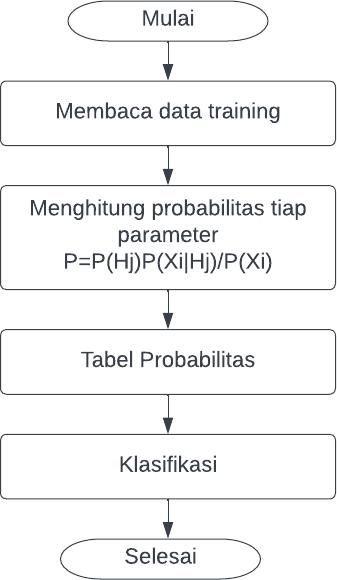 Mulai
Membaca data training
Menghitung probabilitas tiap
parameter
P=P(Hj)P(Xi|Hj)/P(Xi)
Tabel Probabilitas
Klasifikasi
Selesai